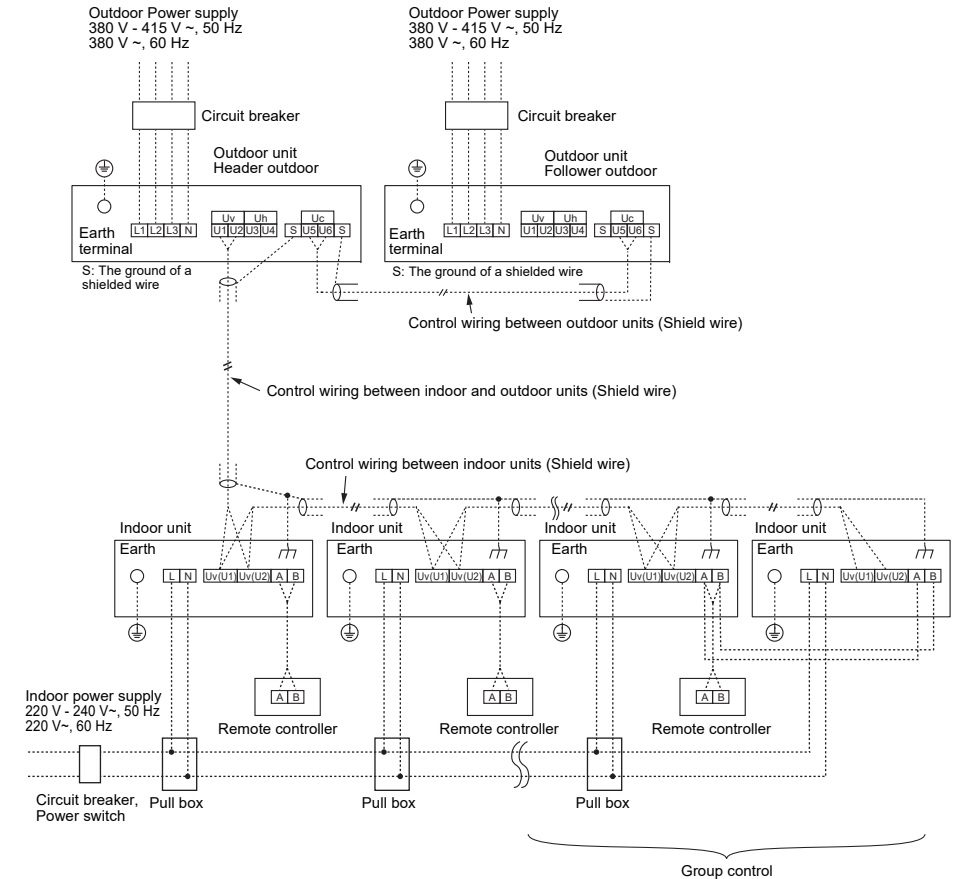 Outdoor Power supply
380 V - 415 V ~, 50 Hz
380 V ~, 60 Hz
Outdoor Power supply
380 V - 415 V ~, 50 Hz
380 V ~, 60 Hz
Circuit breaker
Circuit breaker
Outdoor unit
Header outdoor
Outdoor unit
Follower outdoor
Earth
terminal
L1 L2 L3 N
Uv Uh
U1 U2 U3 U4
Uc
S U5 U6 S
Earth
terminal
L1 L2 L3 N
Uv Uh
U1 U2 U3 U4
Uc
S U5 U6 S
S: The ground of a
shielded wire
S: The ground of a shielded wire
Control wiring between outdoor units (Shield wire)
Control wiring between indoor and outdoor units (Shield wire)
Control wiring between indoor units (Shield wire)
Indoor unit
Indoor unit
Indoor unit
Indoor unit
Earth
Earth
Earth
Earth
L N Uv(U1) Uv(U2) A B
L N Uv(U1) Uv(U2) A B
L N Uv(U1) Uv(U2) A B
L N Uv(U1) Uv(U2) A B
A B
A B
A B
Remote controller
Remote controller
Remote controller
Indoor power supply
220 V - 240 V~, 50 Hz
220 V~, 60 Hz
Circuit breaker,
Power switch
Pull box
Pull box
Pull box
Group control